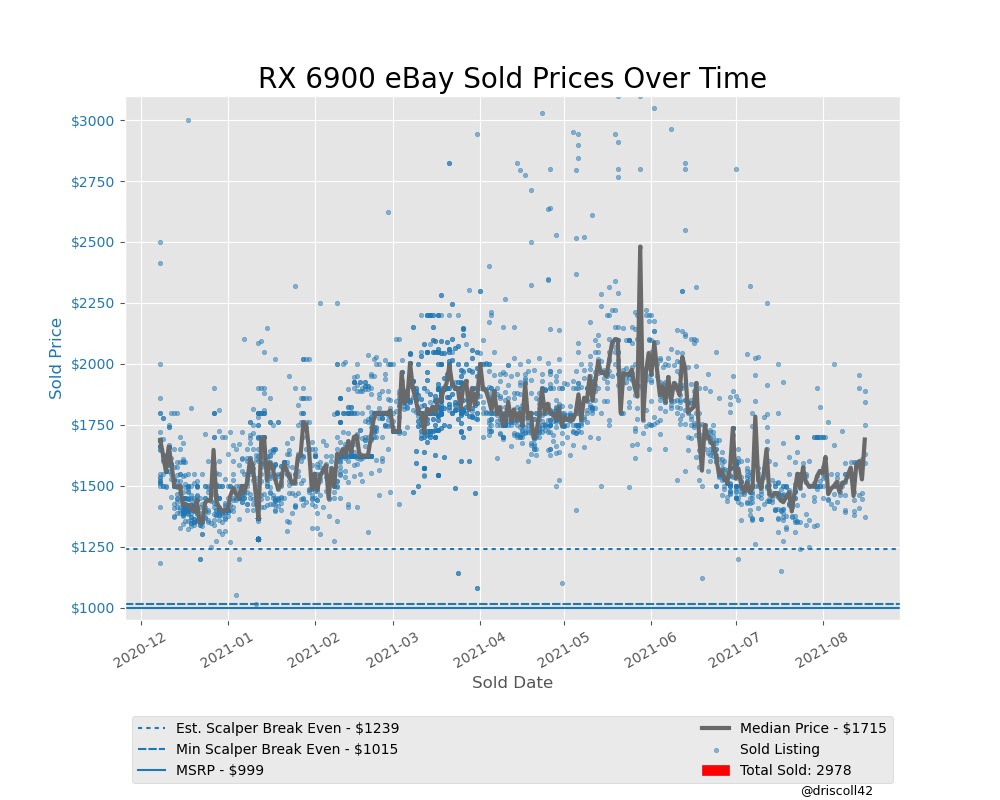 RX 6900 eBay Sold Prices Over Time
$3000
$2750
$2500
$2250
$2000
$1750
$1500
$1250
$1000
Sold Price
2020-12
2021-01
2021-02
2021-03
2021-04
2021-05
2021-06
2021-07
2021-08
Sold Date
Est. Scalper Break Even - $1239
Min Scalper Break Even - $1015
MSRP - $999
Median Price - $1715
Sold Listing
Total Sold: 2978
@driscoll42